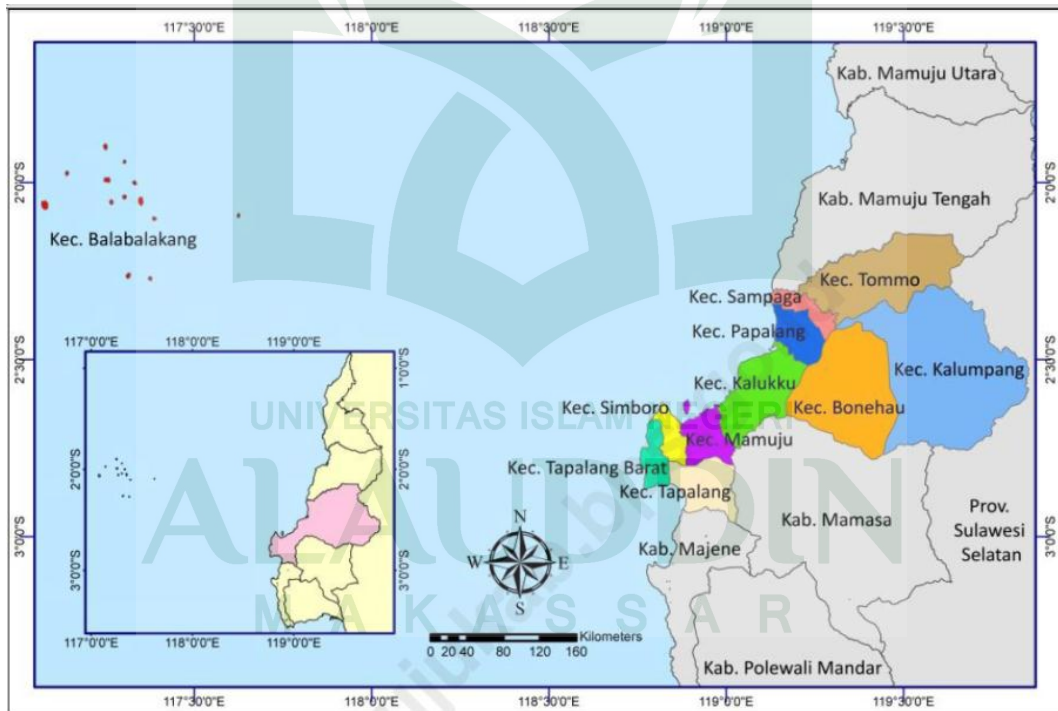 117°30'0"E 118°0'0"E 118°30'0"E 119°0'0"E 119°30'0"E
Kab. Mamuju Utara
2°0'0"S
2°0'0"S
Kab. Mamuju Tengah
Kec. Balabalakang
Kec. Tommo
Kec. Sampaga
Kec. Papalang
2°30'0"S
2°30'0"S
Kec. Kalumpang
Kec. Kalukku
Kec. Bonehau
Kec. Simboro
Kec. Mamuju
Kec. Tapalang Barat
Kec. Tapalang
Kab. Mamasa
Prov.
Sulawesi
Selatan
3°0'0"S
3°0'0"S
Kab. Majene
Kab. Polewali Mandar
117°0'0"E 118°0'0"E 119°0'0"E
1°0'0"S
2°0'0"S
2°0'0"S
3°0'0"S
3°0'0"S
117°0'0"E 118°0'0"E 119°0'0"E
N
W E
S
Kilometers
0 20 40 80 120 160
117°30'0"E 118°0'0"E 118°30'0"E 119°0'0"E 119°30'0"E
UNIVERSITAS ISLAM NEGERI
ALAUDDIN
MAKASSAR